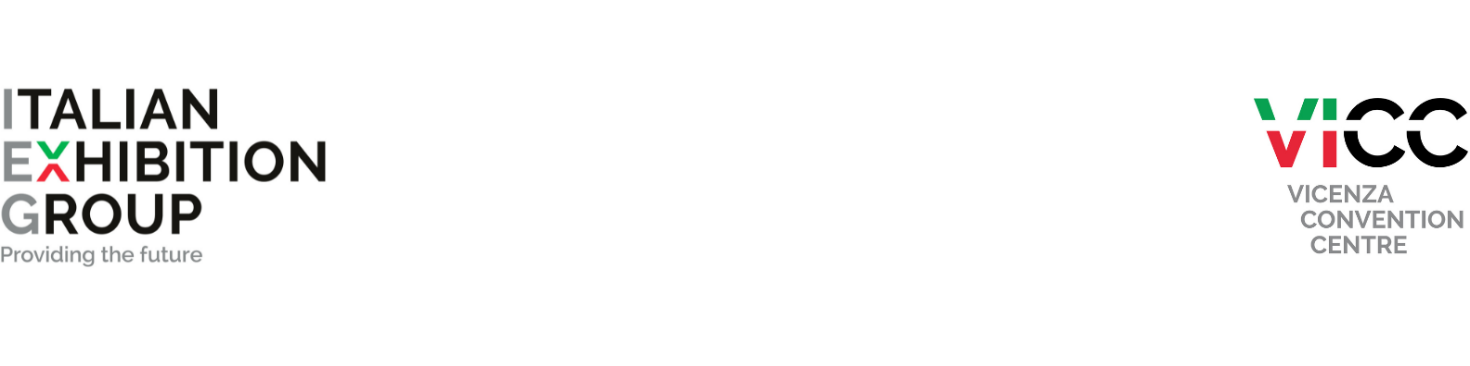 ITALIAN
EXHIBITION
GROUP
Providing the future
VICC
VICENZA
CONVENTION
CENTRE